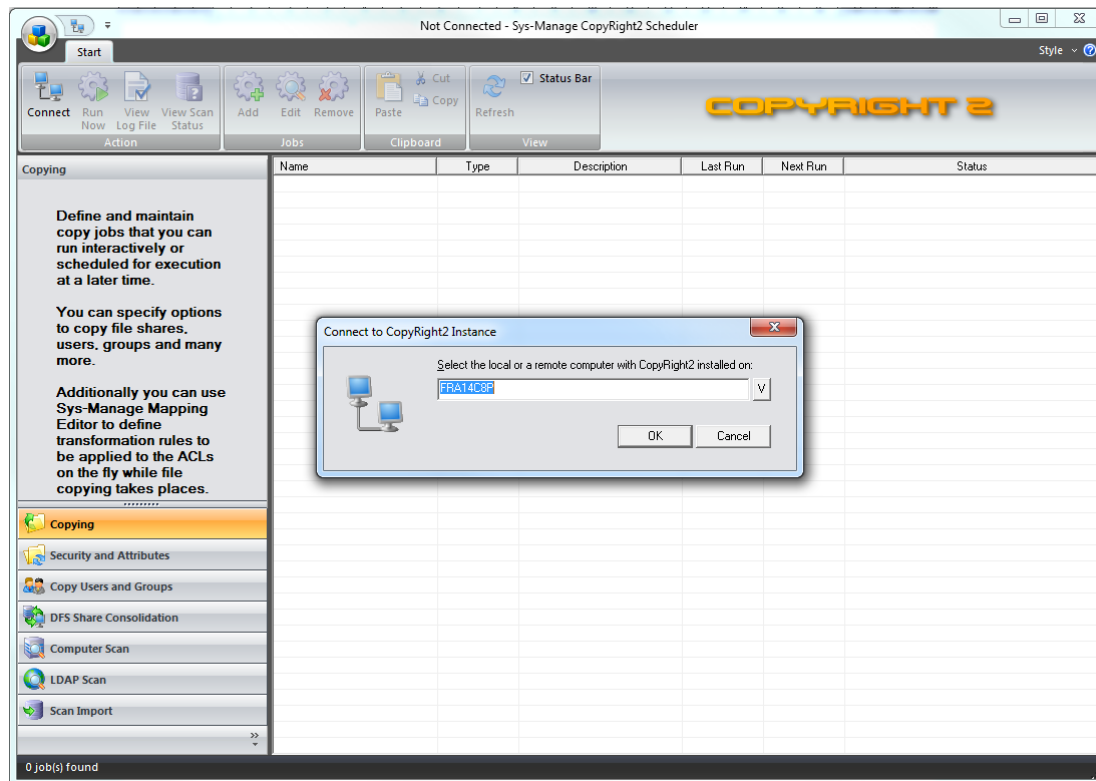 Not Connected - Sys-Manage CopyRight2 Scheduler
Start
Style
Connect
Run Now
View Log File
View Scan Status
Action
Add
Edit
Remove
Jobs
Paste
Cut
Copy
Clipboard
Refresh
Status Bar
View
COPYRIGHT 2
Copying
Name Type Description Last Run Next Run Status
Define and maintain
copy jobs that you can
run interactively or
scheduled for execution
at a later time.
You can specify options
to copy file shares,
users, groups and many
more.
Additionally you can use
Sys-Manage Mapping
Editor to define
transformation rules to
be applied to the ACLs
on the fly while file
copying takes places.
Connect to CopyRight2 Instance
Select the local or a remote computer with CopyRight2 installed on:
FRA14C8P
V
OK
Cancel
Copying
Security and Attributes
Copy Users and Groups
DFS Share Consolidation
Computer Scan
LDAP Scan
Scan Import
0 job(s) found